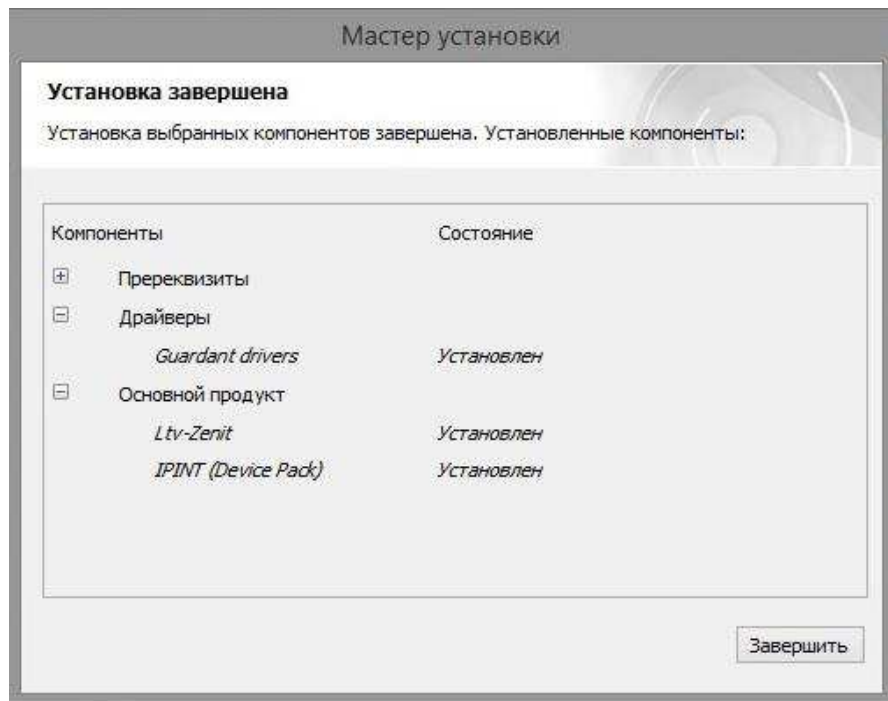 Мастер установки
Установка завершена
Установка выбранных компонентов завершена. Установленные компоненты:
Компоненты Состояние
Пререквизиты
Драйверы
Guardant drivers Установлен
Основной продукт
Ltv-Zenit Установлен
IPINT (Device Pack) Установлен
Завершить